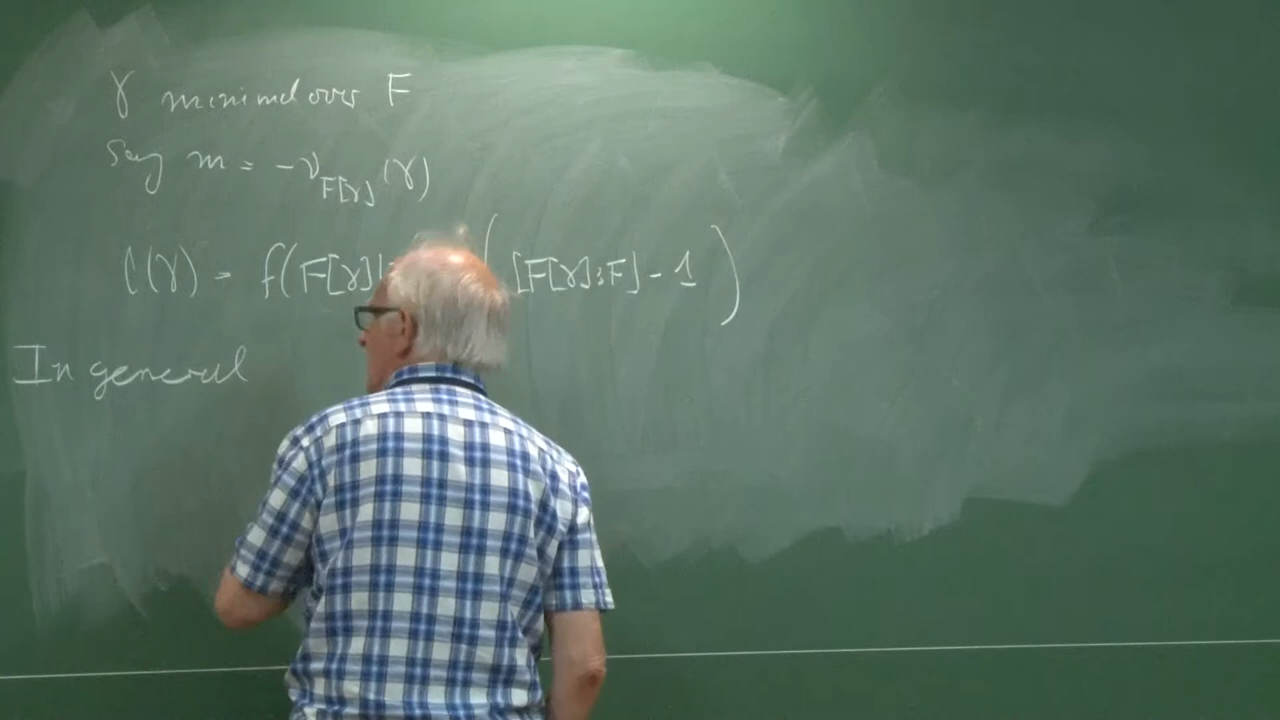 γ minimal over F
Say m = -ν_{F[γ]}(γ)
C(γ) = f(F[γ]| ( [F[γ]:F] - 1 )
In general